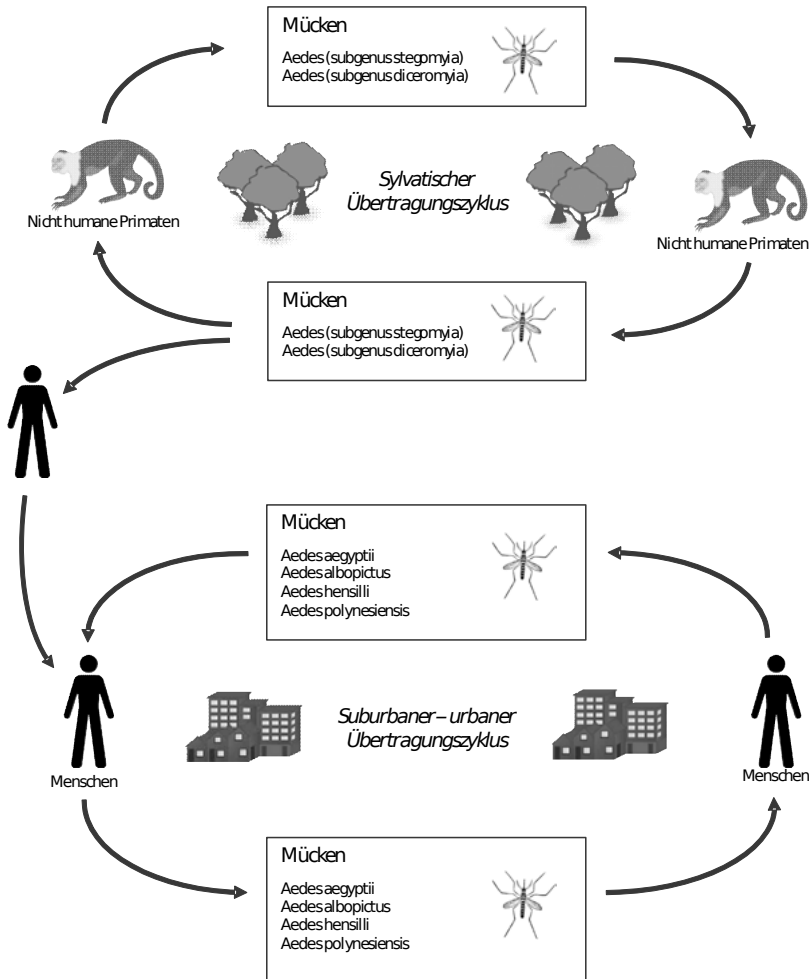 Mücken
Aedes (subgenus stegomyia)
Aedes (subgenus diceromyia)
Sylvatischer
Übertragungszyklus
Nicht humane Primaten
Nicht humane Primaten
Mücken
Aedes (subgenus stegomyia)
Aedes (subgenus diceromyia)
Mücken
Aedes aegyptii
Aedes albopictus
Aedes hensilli
Aedes polynesiensis
Suburbaner – urbaner
Übertragungszyklus
Menschen
Menschen
Mücken
Aedes aegyptii
Aedes albopictus
Aedes hensilli
Aedes polynesiensis